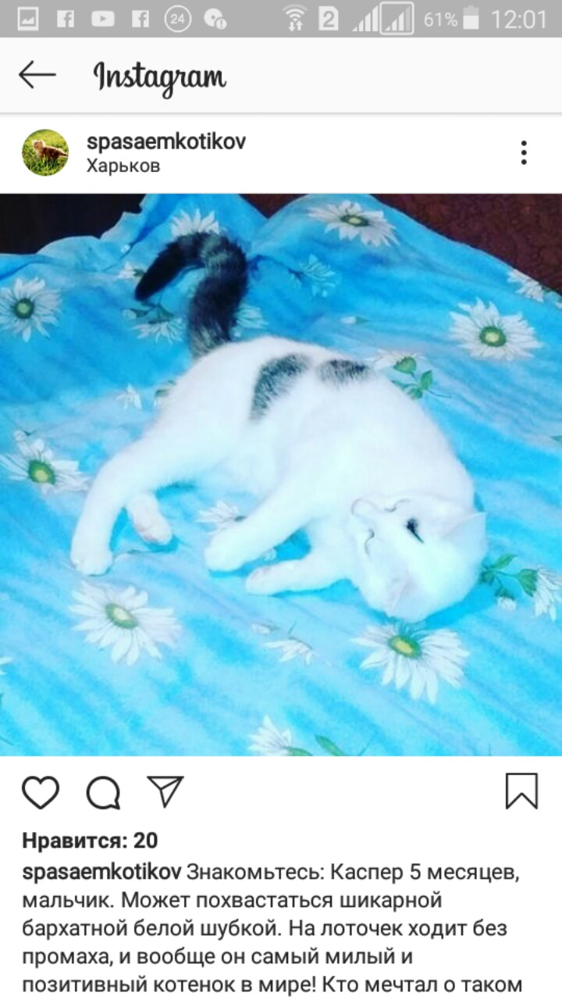 24
2
61%
12:01
Instagram
spasaemkotikov
Харьков
Нравится: 20
spasaemkotikov Знакомьтесь: Каспер 5 месяцев,
мальчик. Может похвастаться шикарной
бархатной белой шубкой. На лоточек ходит без
промаха, и вообще он самый милый и
позитивный котенок в мире! Кто мечтал о таком